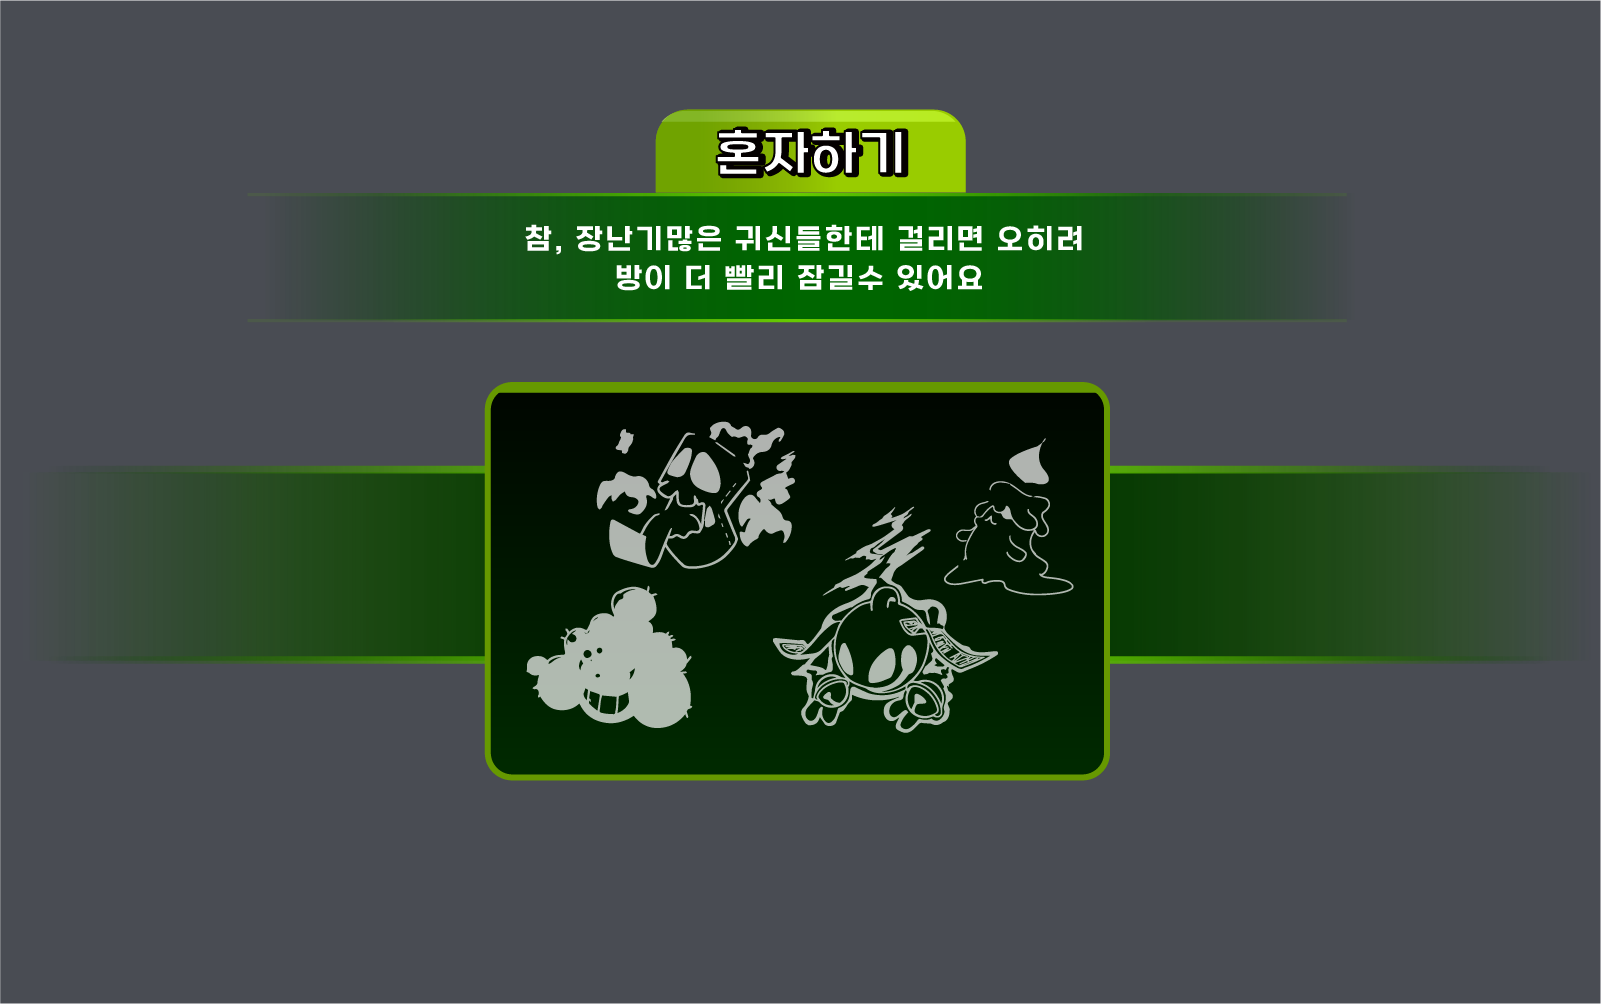 혼자하기
참, 장난기많은 귀신들한테 걸리면 오히려
방이 더 빨리 잠길수 있어요